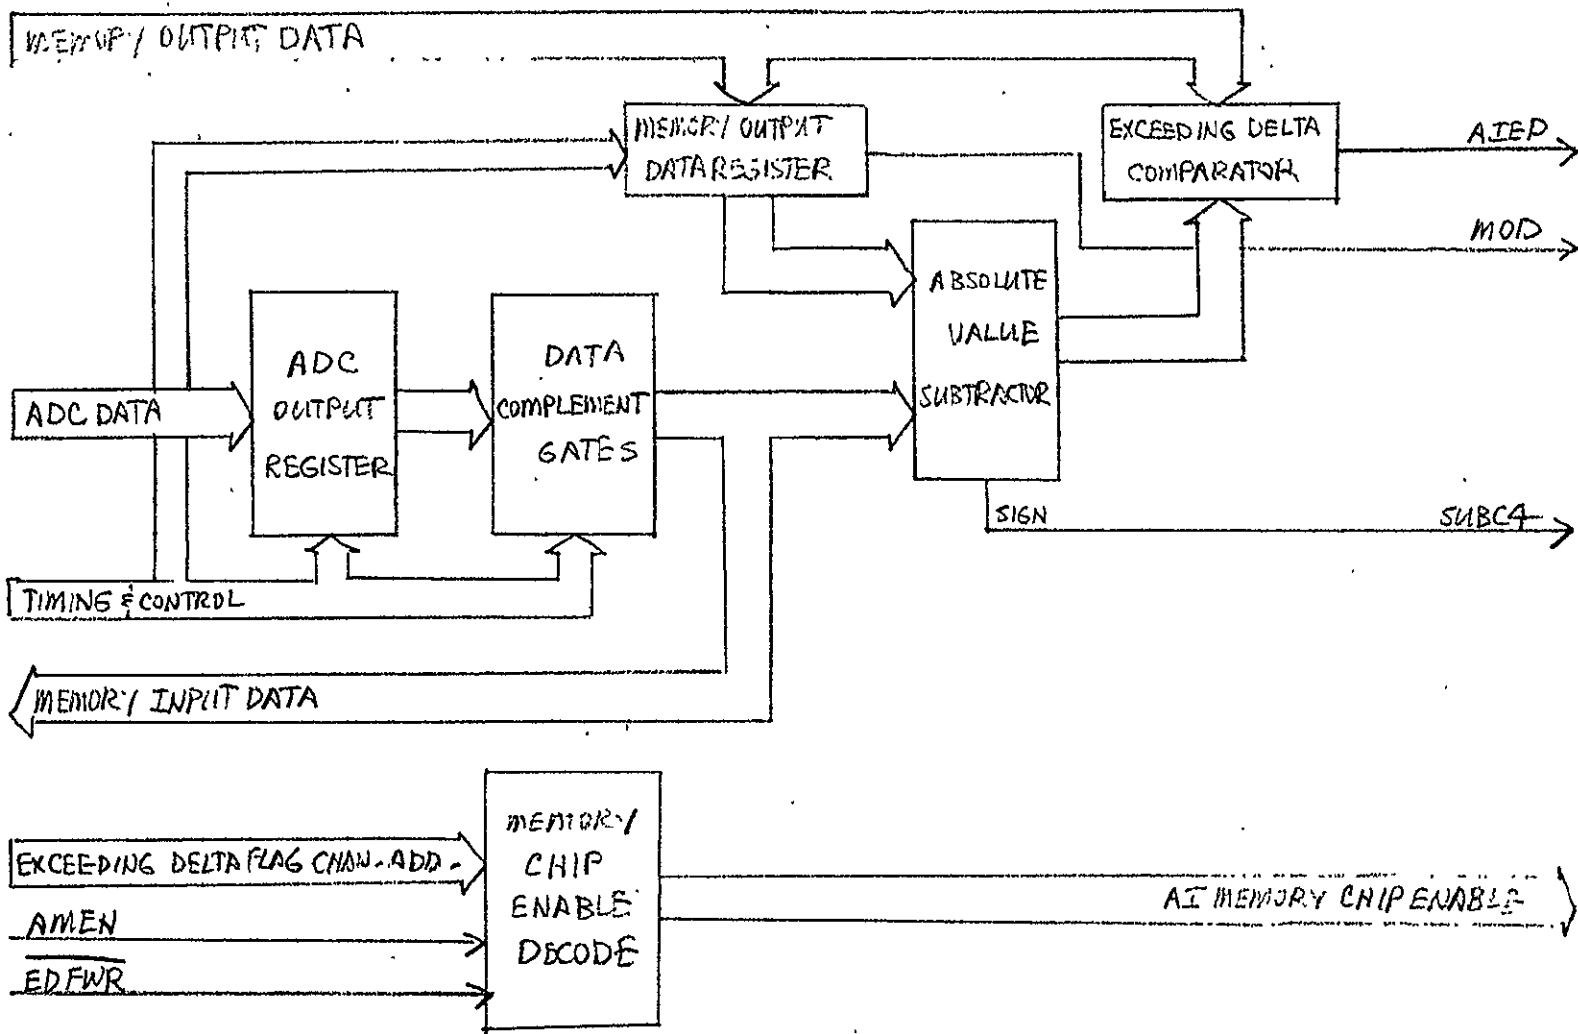 MEMORY OUTPUT DATA
MEMORY OUTPUT
DATA REGISTER
EXCEEDING DELTA
COMPARATOR
AIED
MOD
ABSOLUTE
VALUE
SUBTRACTOR
ADC
OUTPUT
REGISTER
DATA
COMPLEMENT
GATES
ADC DATA
SIGN
SUBC4
TIMING & CONTROL
MEMORY INPUT DATA
MEMORY
CHIP
ENABLE
DECODE
EXCEEDING DELTA FLAG CHAN. ADD.
AMEN
EDFWR
AI MEMORY CHIP ENABLE